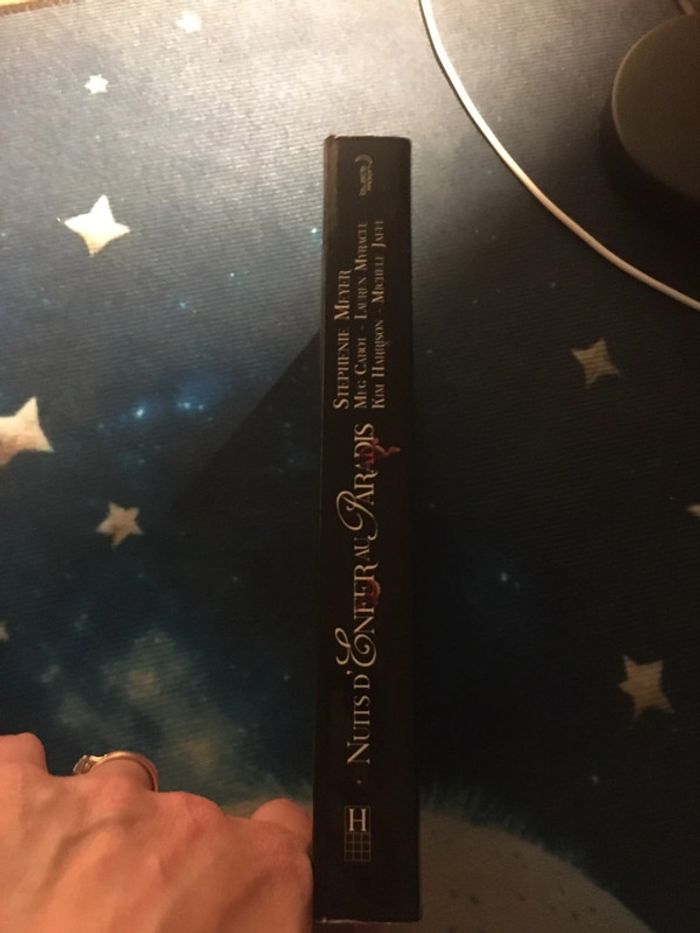 STEPHENIE MEYER
MEG CABOT - LAUREN MYRACLE
KIM HARRISON - MICHELE JAFFE
NUITS D'ENFER AU PARADIS
H